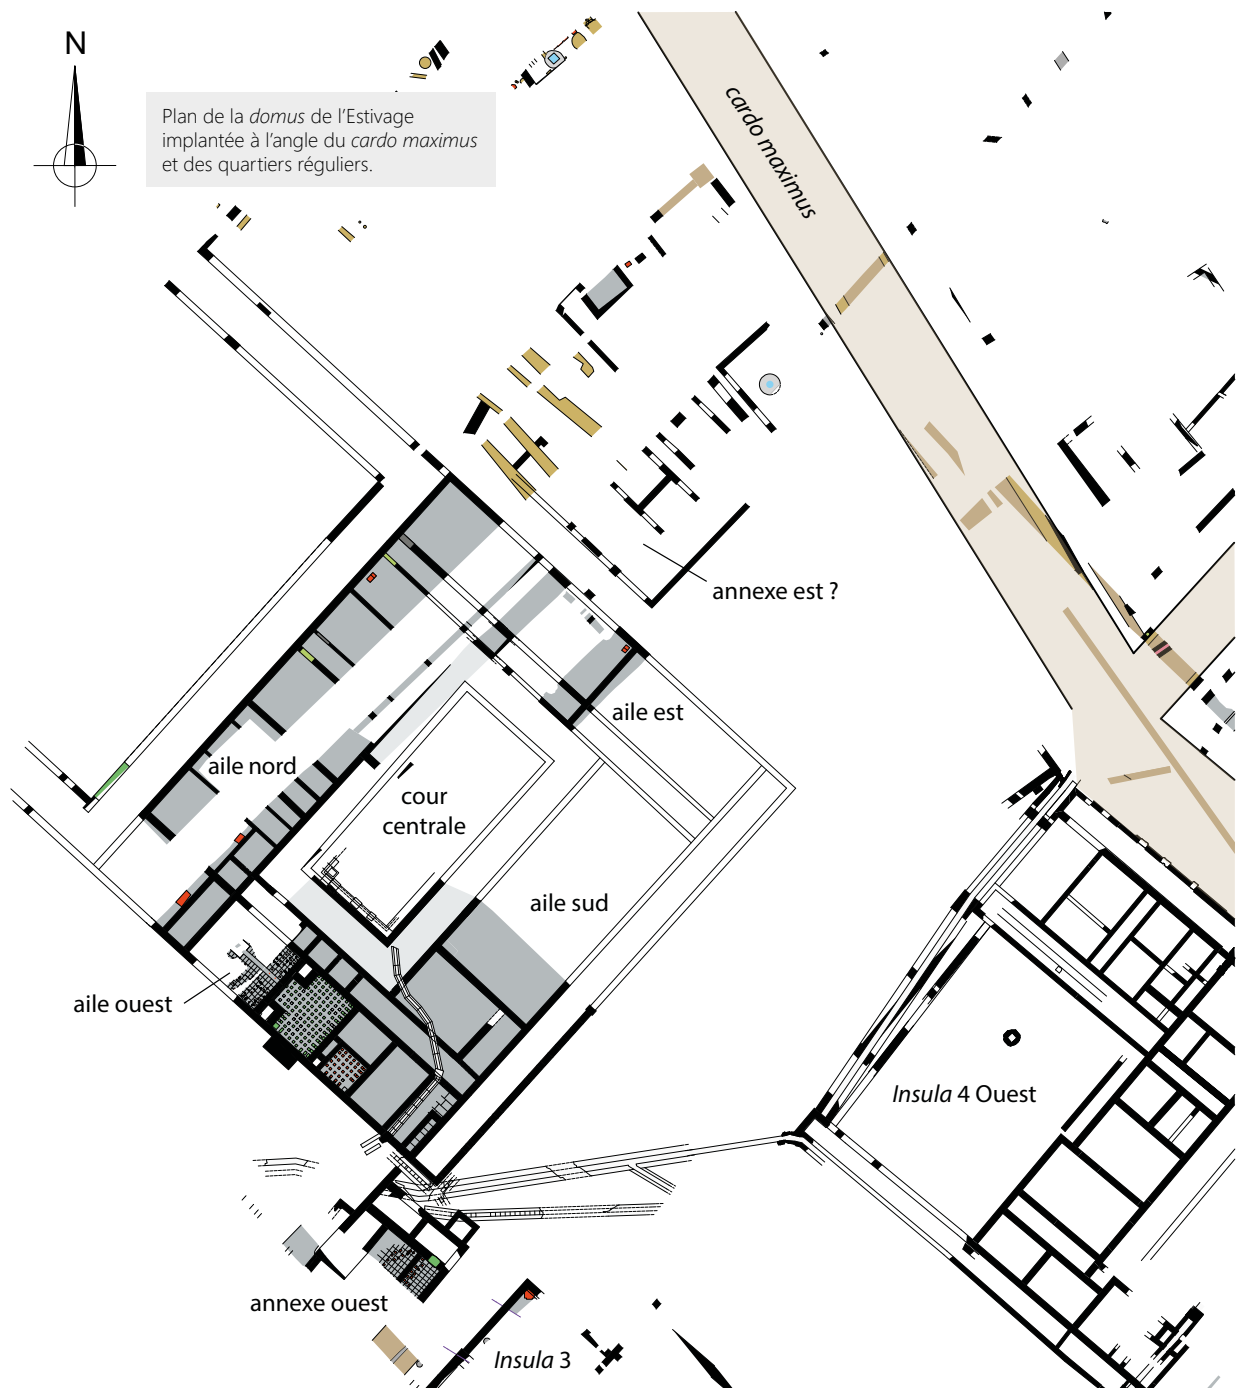 N
Plan de la domus de l'Estivage
implantée à l'angle du cardo maximus
et des quartiers réguliers.
cardo maximus
annexe est ?
aile est
aile nord
cour
centrale
aile sud
aile ouest
Insula 4 Ouest
annexe ouest
Insula 3